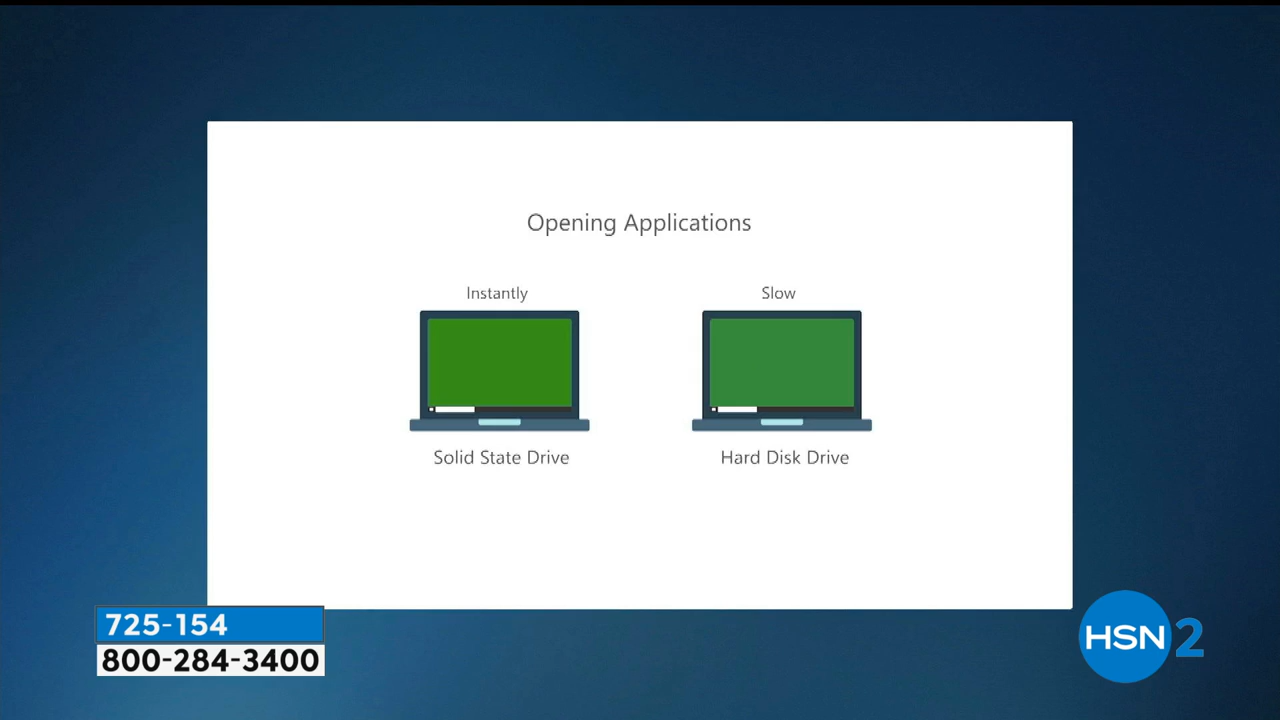 Opening Applications
Instantly
Slow
Solid State Drive
Hard Disk Drive
725-154
800-284-3400
HSN2